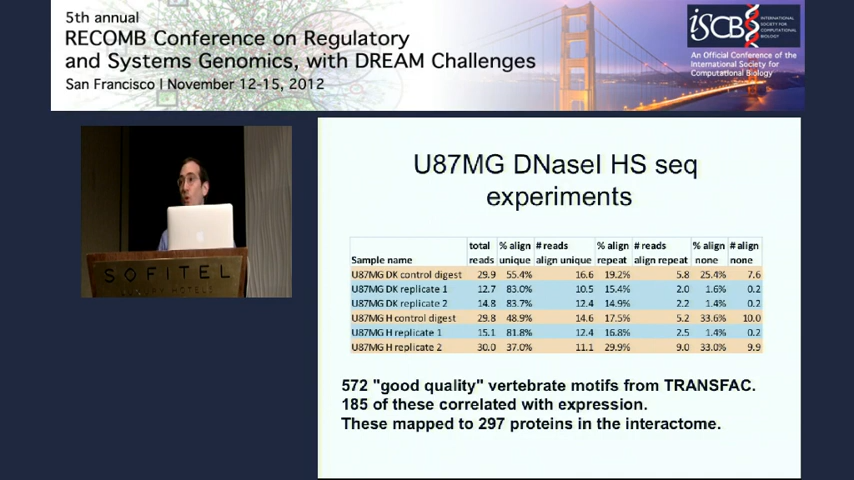 5th annual
RECOMB Conference on Regulatory
and Systems Genomics, with DREAM Challenges
San Francisco | November 12-15, 2012
iSCB
INTERNATIONAL
SOCIETY FOR
COMPUTATIONAL
BIOLOGY
An Official Conference of the
International Society for
Computational Biology
SOFITEL
LUXURY HOTELS
U87MG DNaseI HS seq
experiments
total % align # reads % align # reads % align # align
Sample name reads unique align unique repeat align repeat none none
U87MG DK control digest 29.9 55.4% 16.6 19.2% 5.8 25.4% 7.6
U87MG DK replicate 1 12.7 83.0% 10.5 15.4% 2.0 1.6% 0.2
U87MG DK replicate 2 14.8 83.7% 12.4 14.9% 2.2 1.4% 0.2
U87MG H control digest 29.8 48.9% 14.6 17.5% 5.2 33.6% 10.0
U87MG H replicate 1 15.1 81.8% 12.4 16.8% 2.5 1.4% 0.2
U87MG H replicate 2 30.0 37.0% 11.1 29.9% 9.0 33.0% 9.9
572 "good quality" vertebrate motifs from TRANSFAC.
185 of these correlated with expression.
These mapped to 297 proteins in the interactome.